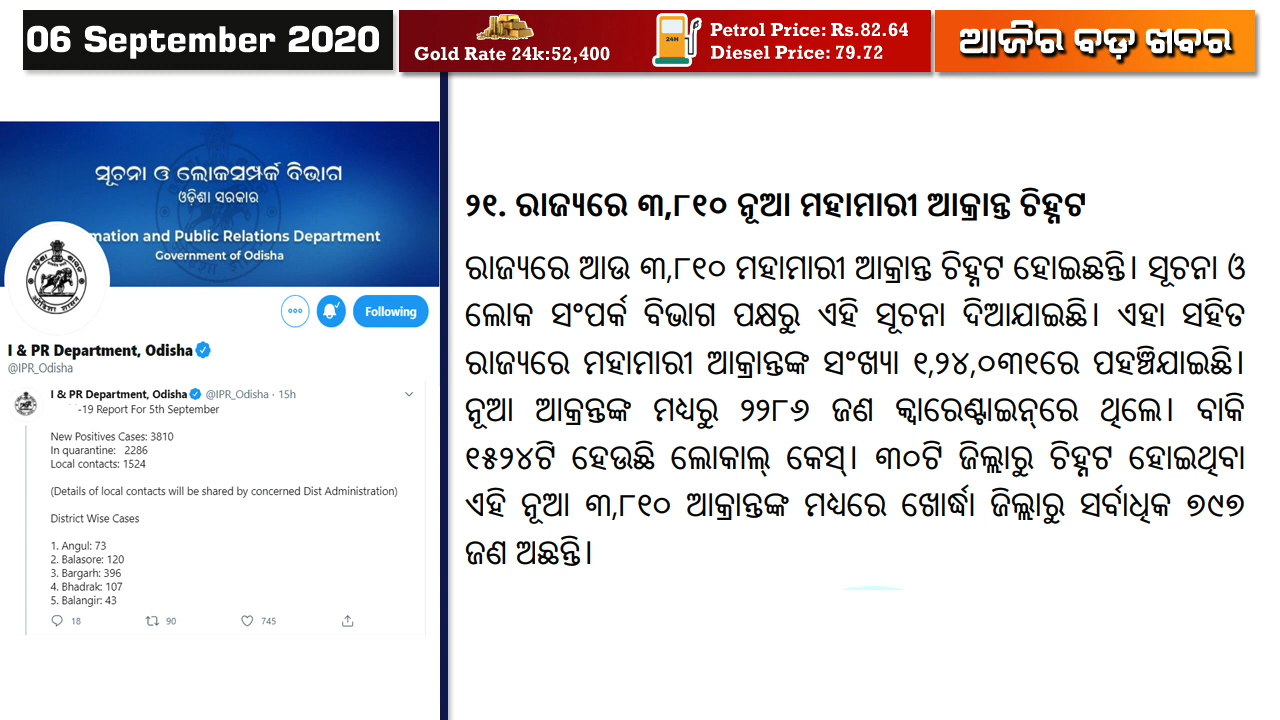 06 September 2020
Gold Rate 24k:52,400
24H
Petrol Price: Rs.82.64
Diesel Price: 79.72
ଆଜିର ବଡ଼ ଖବର
ସୂଚନା ଓ ଲୋକସମ୍ପର୍କ ବିଭାଗ
ଓଡ଼ିଶା ସରକାର
mation and Public Relations Department
Government of Odisha
Following
I & PR Department, Odisha
@IPR_Odisha
I & PR Department, Odisha @IPR_Odisha · 15h
-19 Report For 5th September
New Positives Cases: 3810
In quarantine: 2286
Local contacts: 1524
(Details of local contacts will be shared by concerned Dist Administration)
District Wise Cases
1. Angul: 73
2. Balasore: 120
3. Bargarh: 396
4. Bhadrak: 107
5. Balangir: 43
18 90 745
୨୧. ରାଜ୍ୟରେ ୩,୮୧୦ ନୂଆ ମହାମାରୀ ଆକ୍ରାନ୍ତ ଚିହ୍ନଟ
ରାଜ୍ୟରେ ଆଉ ୩,୮୧୦ ମହାମାରୀ ଆକ୍ରାନ୍ତ ଚିହ୍ନଟ ହୋଇଛନ୍ତି। ସୂଚନା ଓ
ଲୋକ ସଂପର୍କ ବିଭାଗ ପକ୍ଷରୁ ଏହି ସୂଚନା ଦିଆଯାଇଛି। ଏହା ସହିତ
ରାଜ୍ୟରେ ମହାମାରୀ ଆକ୍ରାନ୍ତଙ୍କ ସଂଖ୍ୟା ୧,୨୪,୦୩୧ରେ ପହଞ୍ଚିଯାଇଛି।
ନୂଆ ଆକ୍ରନ୍ତଙ୍କ ମଧ୍ୟରୁ ୨୨୮୬ ଜଣ କ୍ୱାରେଣ୍ଟାଇନ୍‌ରେ ଥିଲେ। ବାକି
୧୫୨୪ଟି ହେଉଛି ଲୋକାଲ୍ କେସ୍। ୩୦ଟି ଜିଲ୍ଲାରୁ ଚିହ୍ନଟ ହୋଇଥିବା
ଏହି ନୂଆ ୩,୮୧୦ ଆକ୍ରାନ୍ତଙ୍କ ମଧ୍ୟରେ ଖୋର୍ଦ୍ଧା ଜିଲ୍ଲାରୁ ସର୍ବାଧିକ ୭୯୭
ଜଣ ଅଛନ୍ତି।